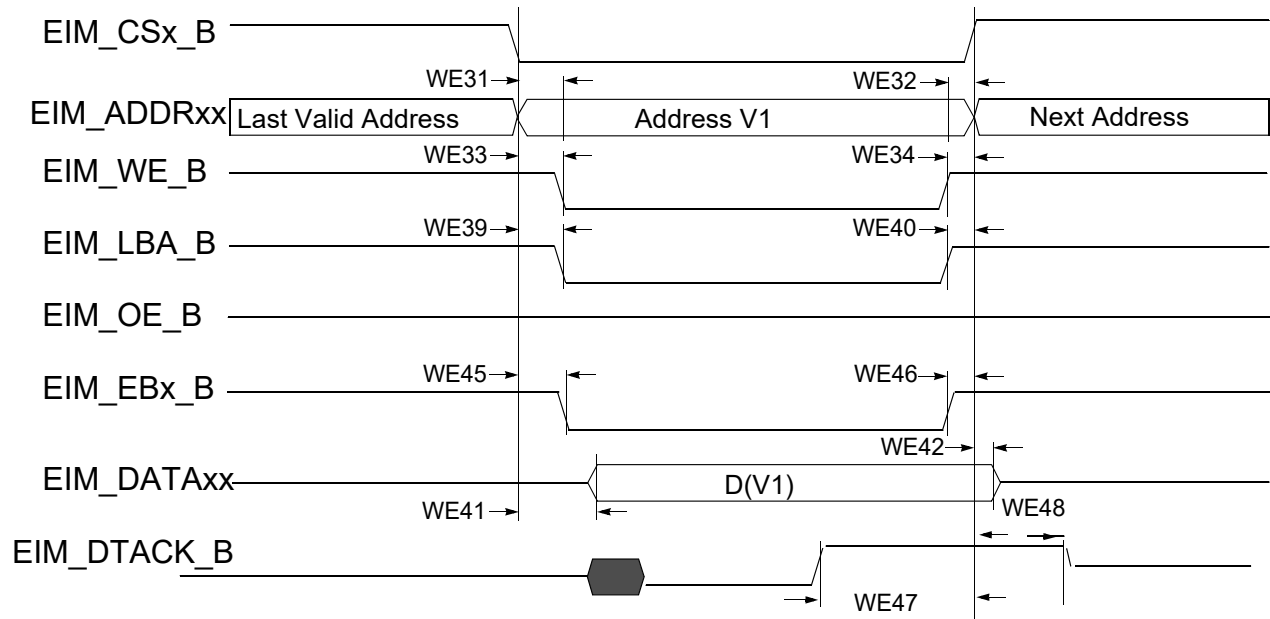 EIM_CSx_B
WE31
WE32
EIM_ADDRxx
Last Valid Address
Address V1
Next Address
WE33
WE34
EIM_WE_B
WE39
WE40
EIM_LBA_B
EIM_OE_B
WE45
WE46
EIM_EBx_B
WE42
EIM_DATAxx
D(V1)
WE41
WE48
EIM_DTACK_B
WE47